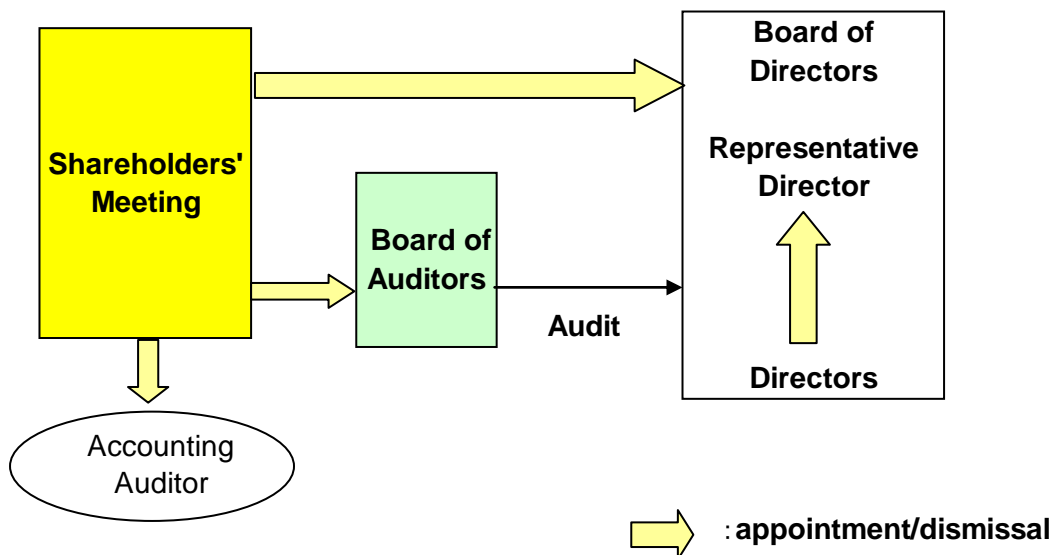 Shareholders'
Meeting
Board of
Directors
Representative
Director
Directors
Board of
Auditors
Audit
Accounting
Auditor
: appointment/dismissal